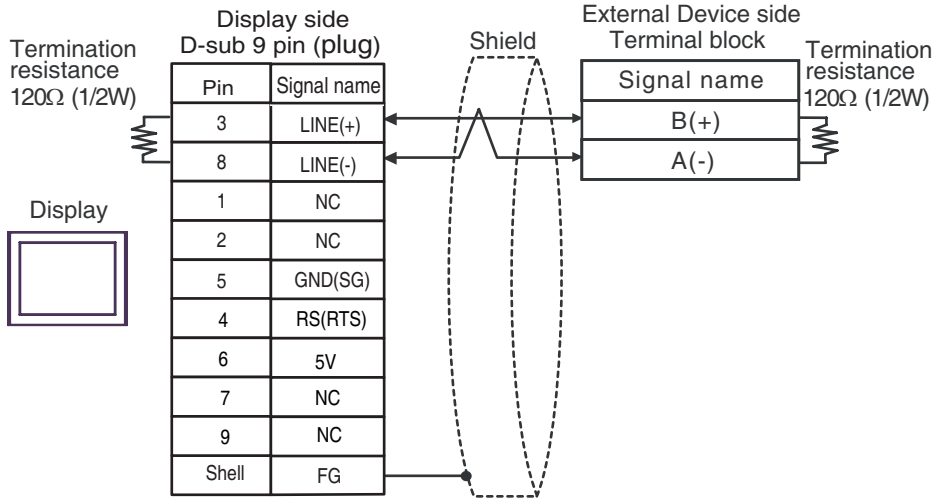 Display side
D-sub 9 pin (plug)
Shield
External Device side
Terminal block
Termination
resistance
120Ω (1/2W)
Termination
resistance
120Ω (1/2W)
Pin Signal name
3 LINE(+)
8 LINE(-)
1 NC
2 NC
5 GND(SG)
4 RS(RTS)
6 5V
7 NC
9 NC
Shell FG
Signal name
B(+)
A(-)
Display